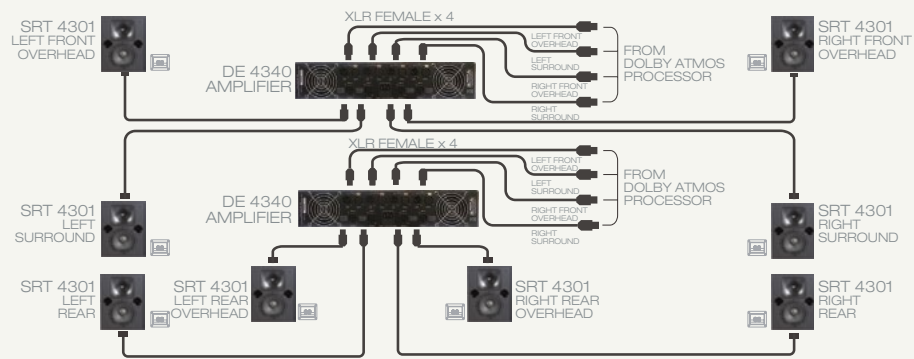 XLR FEMALE x 4
SRT 4301
LEFT FRONT
OVERHEAD
DE 4340
AMPLIFIER
LEFT FRONT
OVERHEAD
LEFT
SURROUND
RIGHT FRONT
OVERHEAD
RIGHT
SURROUND
FROM
DOLBY ATMOS
PROCESSOR
SRT 4301
RIGHT FRONT
OVERHEAD
XLR FEMALE x 4
SRT 4301
LEFT
SURROUND
DE 4340
AMPLIFIER
LEFT FRONT
OVERHEAD
LEFT
SURROUND
RIGHT FRONT
OVERHEAD
RIGHT
SURROUND
FROM
DOLBY ATMOS
PROCESSOR
SRT 4301
RIGHT
SURROUND
SRT 4301
LEFT
REAR
SRT 4301
LEFT REAR
OVERHEAD
SRT 4301
RIGHT REAR
OVERHEAD
SRT 4301
RIGHT
REAR